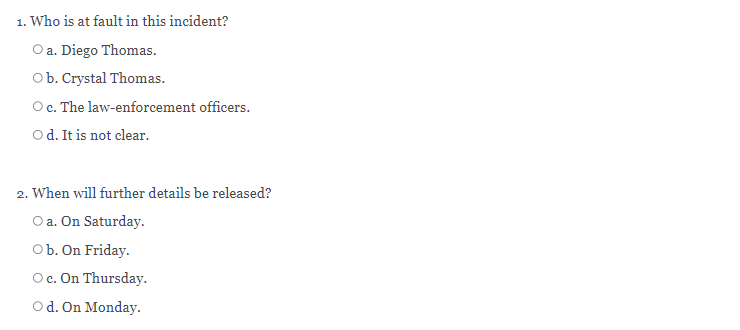 1. Who is at fault in this incident?
a. Diego Thomas.
b. Crystal Thomas.
c. The law-enforcement officers.
d. It is not clear.
2. When will further details be released?
a. On Saturday.
b. On Friday.
c. On Thursday.
d. On Monday.